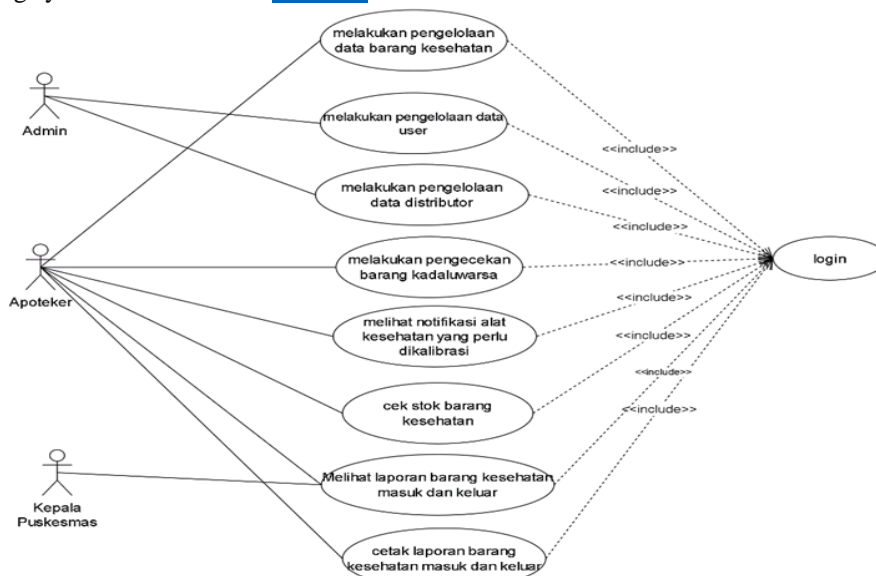 melakukan pengelolaan
data barang kesehatan
Admin
melakukan pengelolaan data
user
<<include>>
<<include>>
melakukan pengelolaan
data distributor
<<include>>
Apoteker
melakukan pengecekan
barang kadaluwarsa
<<include>>
login
melihat notifikasi alat
kesehatan yang perlu
dikalibrasi
<<include>>
<<include>>
cek stok barang
kesehatan
<<include>>
<<include>>
Kepala
Puskesmas
Melihat laporan barang kesehatan
masuk dan keluar
cetak laporan barang
kesehatan masuk dan keluar